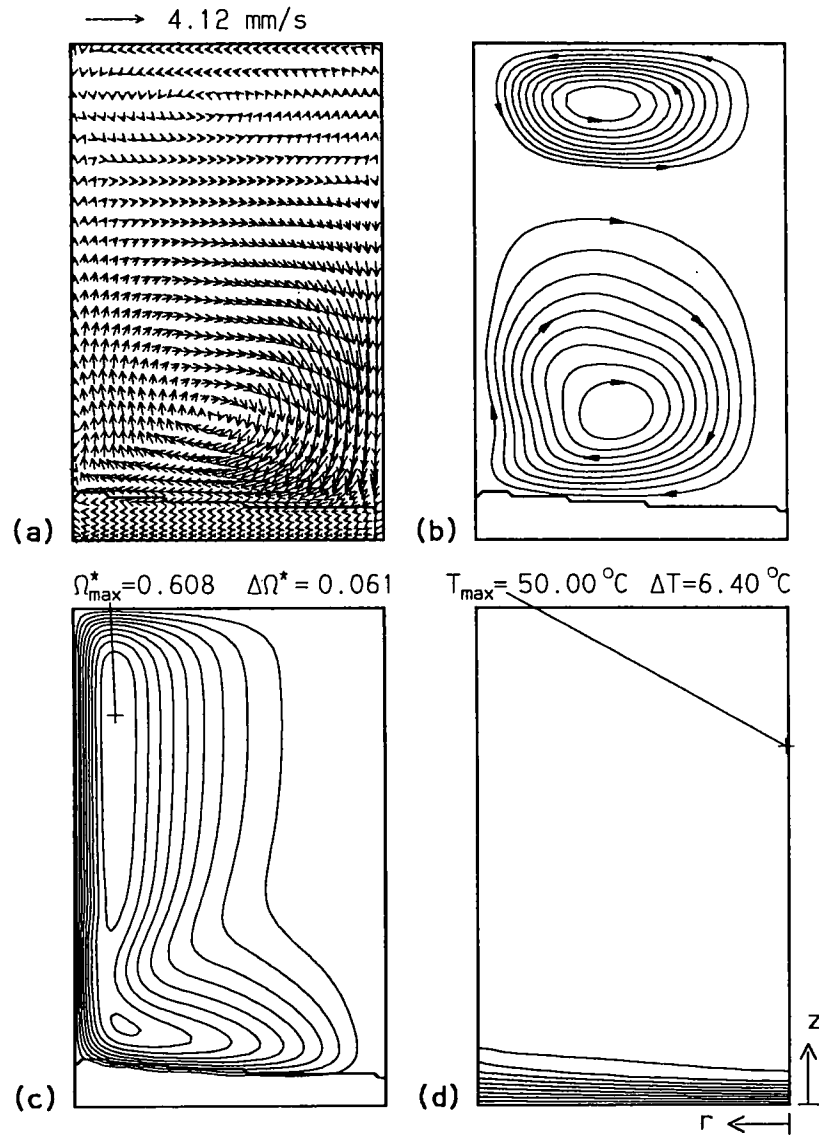 4.12 mm/s
(a)
(b)
Ω*max=0.608 ΔΩ*=0.061
Tmax=50.00 °C ΔT=6.40 °C
(c)
(d)
z
r